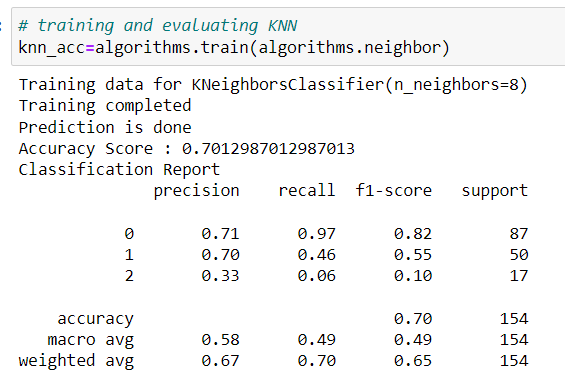 # training and evaluating KNN
knn_acc=algorithms.train(algorithms.neighbor)
Training data for KNeighborsClassifier(n_neighbors=8)
Training completed
Prediction is done
Accuracy Score : 0.7012987012987013
Classification Report
precision recall f1-score support
0 0.71 0.97 0.82 87
1 0.70 0.46 0.55 50
2 0.33 0.06 0.10 17
accuracy 0.70 154
macro avg 0.58 0.49 0.49 154
weighted avg 0.67 0.70 0.65 154